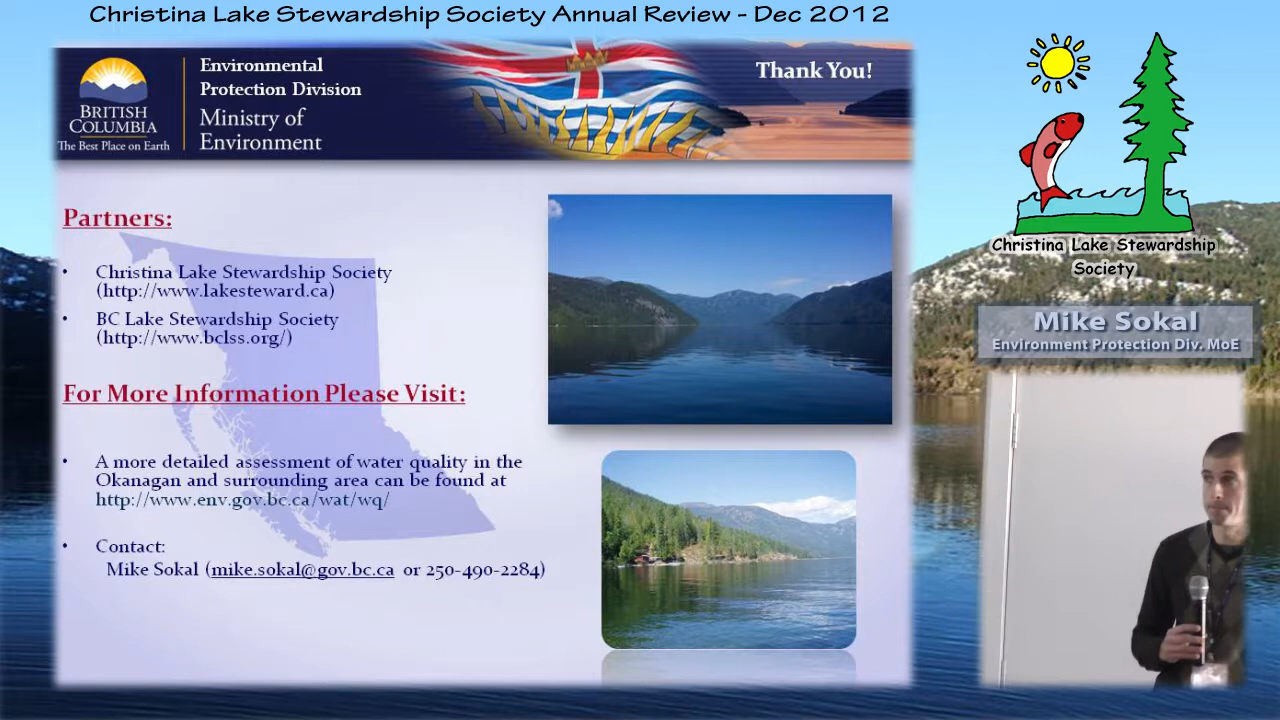 Christina Lake Stewardship Society Annual Review - Dec 2012
Environmental
Protection Division
Ministry of
Environment
BRITISH
COLUMBIA
The Best Place on Earth
Thank You!
Partners:
• Christina Lake Stewardship Society
(http://www.lakesteward.ca)
• BC Lake Stewardship Society
(http://www.bclss.org/)
For More Information Please Visit:
• A more detailed assessment of water quality in the
Okanagan and surrounding area can be found at
http://www.env.gov.bc.ca/wat/wq/
• Contact:
Mike Sokal (mike.sokal@gov.bc.ca or 250-490-2284)
Christina Lake Stewardship
Society
Mike Sokal
Environment Protection Div. MoE